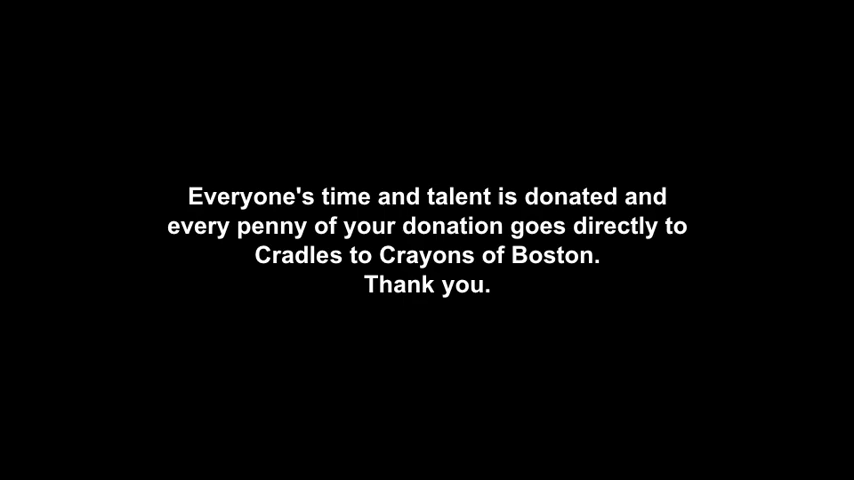 Everyone's time and talent is donated and
every penny of your donation goes directly to
Cradles to Crayons of Boston.
Thank you.